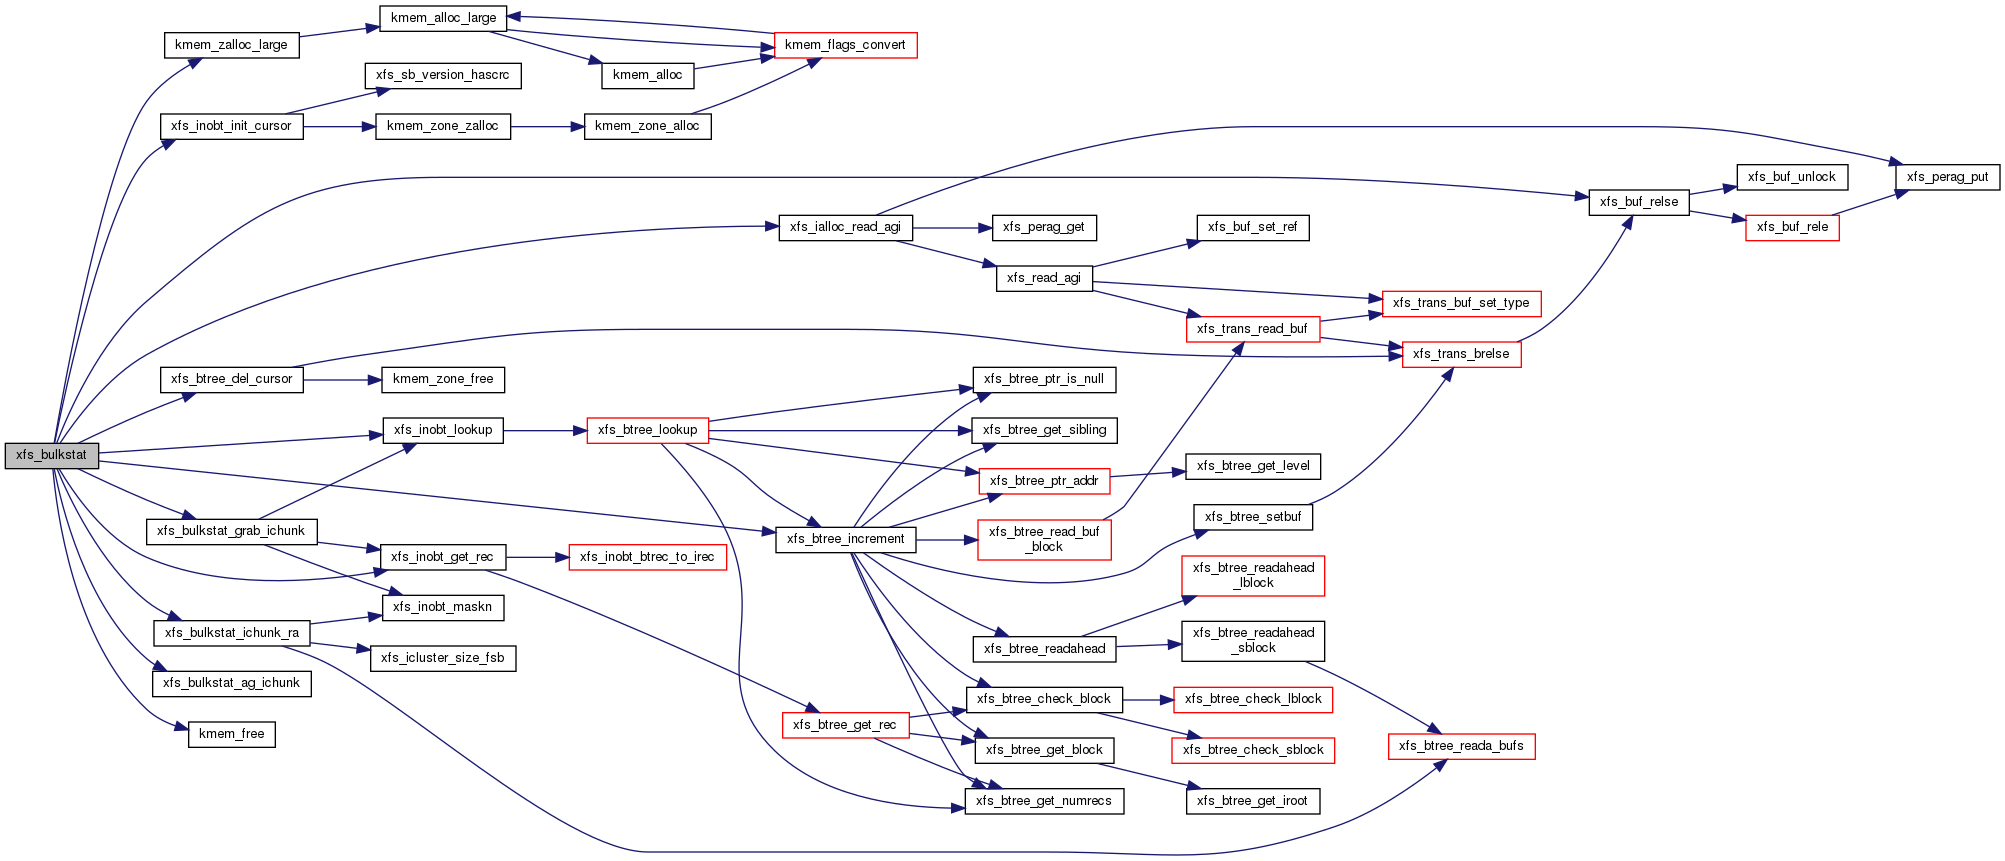 kmem_alloc_large
kmem_zalloc_large
kmem_flags_convert
xfs_sb_version_hascrc
kmem_alloc
xfs_inobt_init_cursor
kmem_zone_zalloc
kmem_zone_alloc
xfs_buf_unlock
xfs_perag_put
xfs_buf_relse
xfs_ialloc_read_agi
xfs_perag_get
xfs_buf_set_ref
xfs_buf_rele
xfs_read_agi
xfs_trans_buf_set_type
xfs_trans_read_buf
xfs_trans_brelse
xfs_btree_del_cursor
kmem_zone_free
xfs_btree_ptr_is_null
xfs_inobt_lookup
xfs_btree_lookup
xfs_btree_get_sibling
xfs_bulkstat
xfs_btree_get_level
xfs_btree_ptr_addr
xfs_btree_setbuf
xfs_bulkstat_grab_ichunk
xfs_btree_increment
xfs_btree_read_buf
_block
xfs_inobt_get_rec
xfs_inobt_btrec_to_irec
xfs_btree_readahead
_lblock
xfs_inobt_maskn
xfs_bulkstat_ichunk_ra
xfs_btree_readahead
xfs_btree_readahead
_sblock
xfs_icluster_size_fsb
xfs_bulkstat_ag_ichunk
xfs_btree_check_block
xfs_btree_check_lblock
xfs_btree_get_rec
kmem_free
xfs_btree_get_block
xfs_btree_check_sblock
xfs_btree_reada_bufs
xfs_btree_get_numrecs
xfs_btree_get_iroot